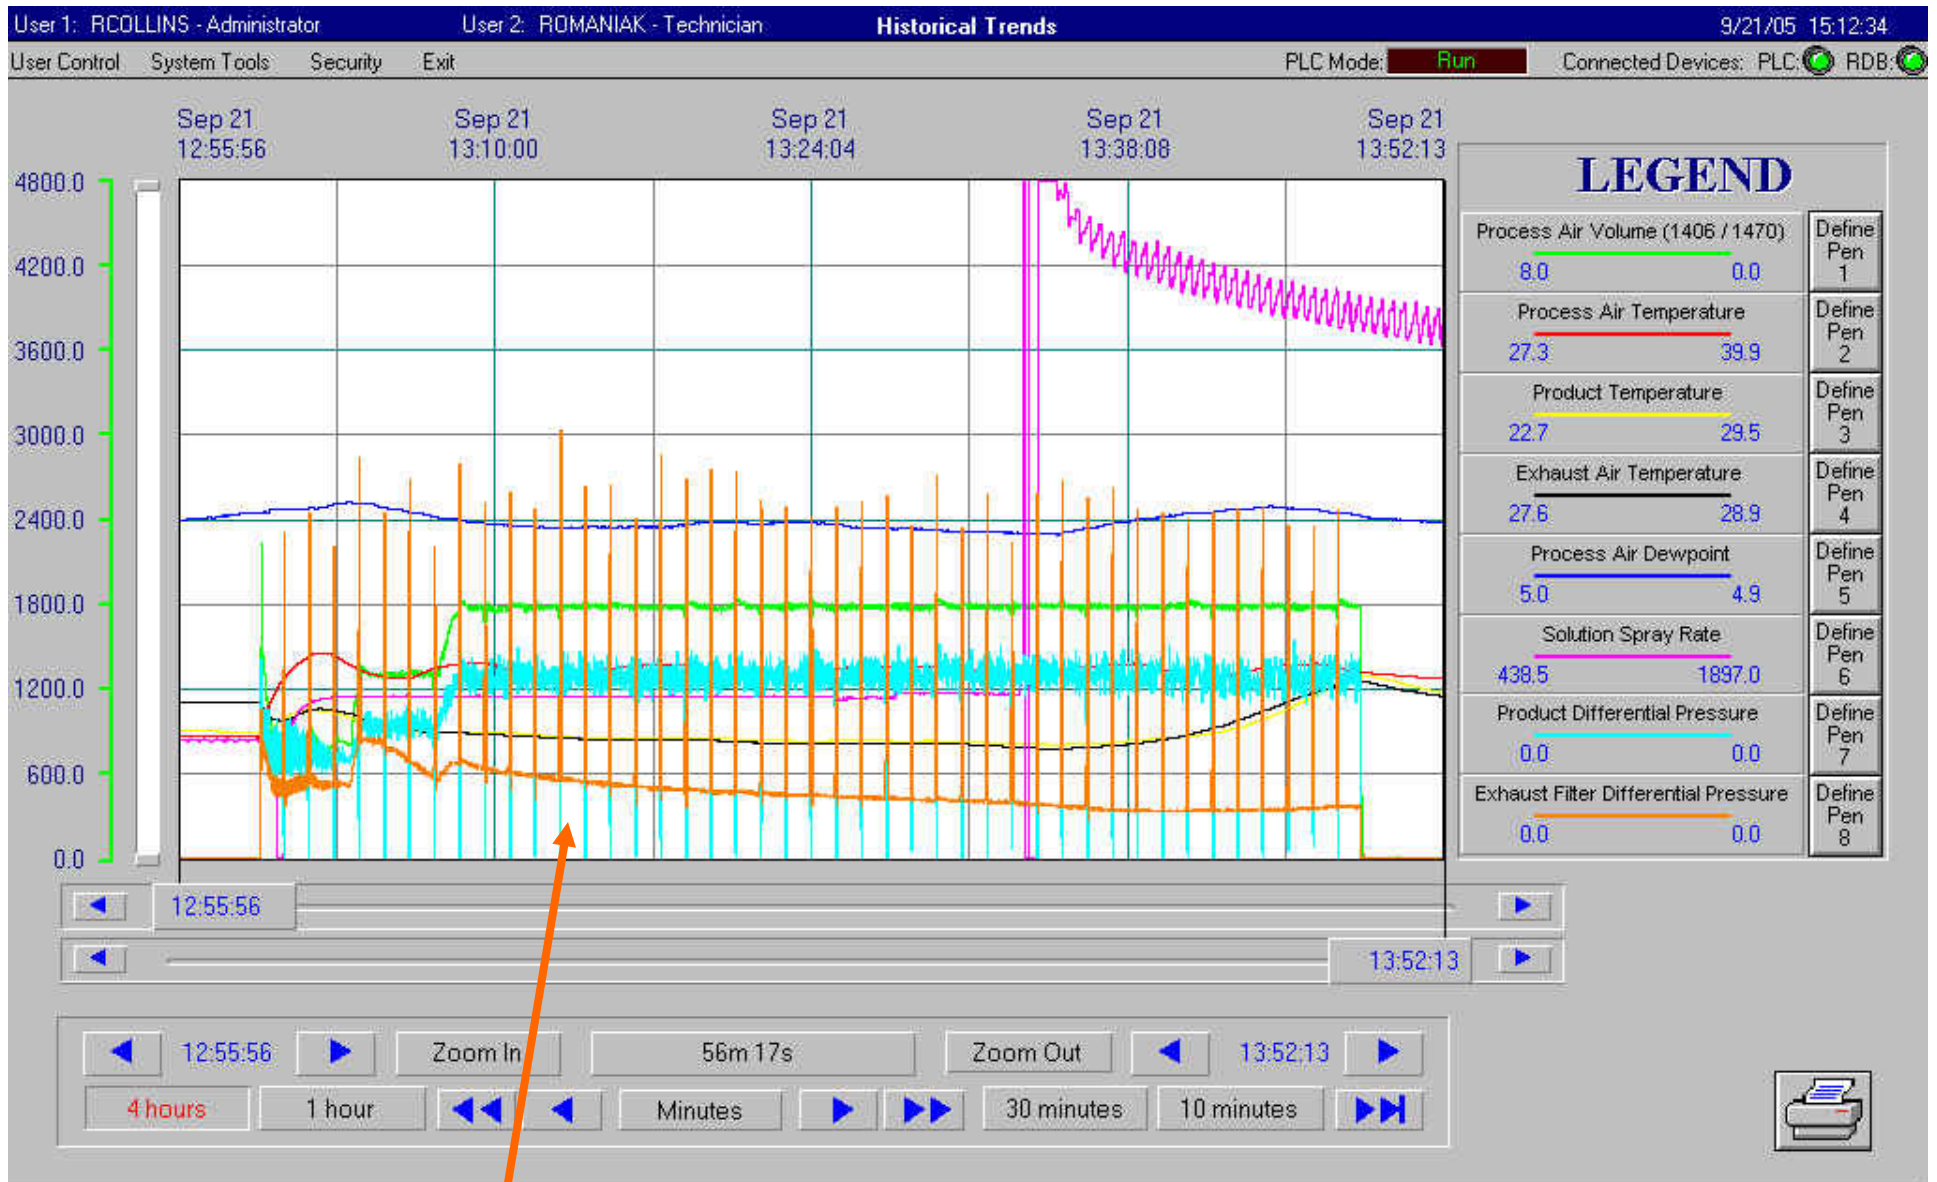 User 1: RCOLLINS - Administrator User 2: ROMANIAK - Technician Historical Trends 9/21/05 15:12:34
User Control System Tools Security Exit PLC Mode: Run Connected Devices: PLC: RDB:
Sep 21 Sep 21 Sep 21 Sep 21 Sep 21
12:55:56 13:10:00 13:24:04 13:38:08 13:52:13
4800.0
4200.0
3600.0
3000.0
2400.0
1800.0
1200.0
600.0
0.0
LEGEND
Process Air Volume (1406 / 1470)
8.0 0.0
Define
Pen
1
Process Air Temperature
27.3 39.9
Define
Pen
2
Product Temperature
22.7 29.5
Define
Pen
3
Exhaust Air Temperature
27.6 28.9
Define
Pen
4
Process Air Dewpoint
5.0 4.9
Define
Pen
5
Solution Spray Rate
438.5 1897.0
Define
Pen
6
Product Differential Pressure
0.0 0.0
Define
Pen
7
Exhaust Filter Differential Pressure
0.0 0.0
Define
Pen
8
12:55:56
13:52:13
12:55:56 Zoom In 56m 17s Zoom Out 13:52:13
4 hours 1 hour Minutes 30 minutes 10 minutes